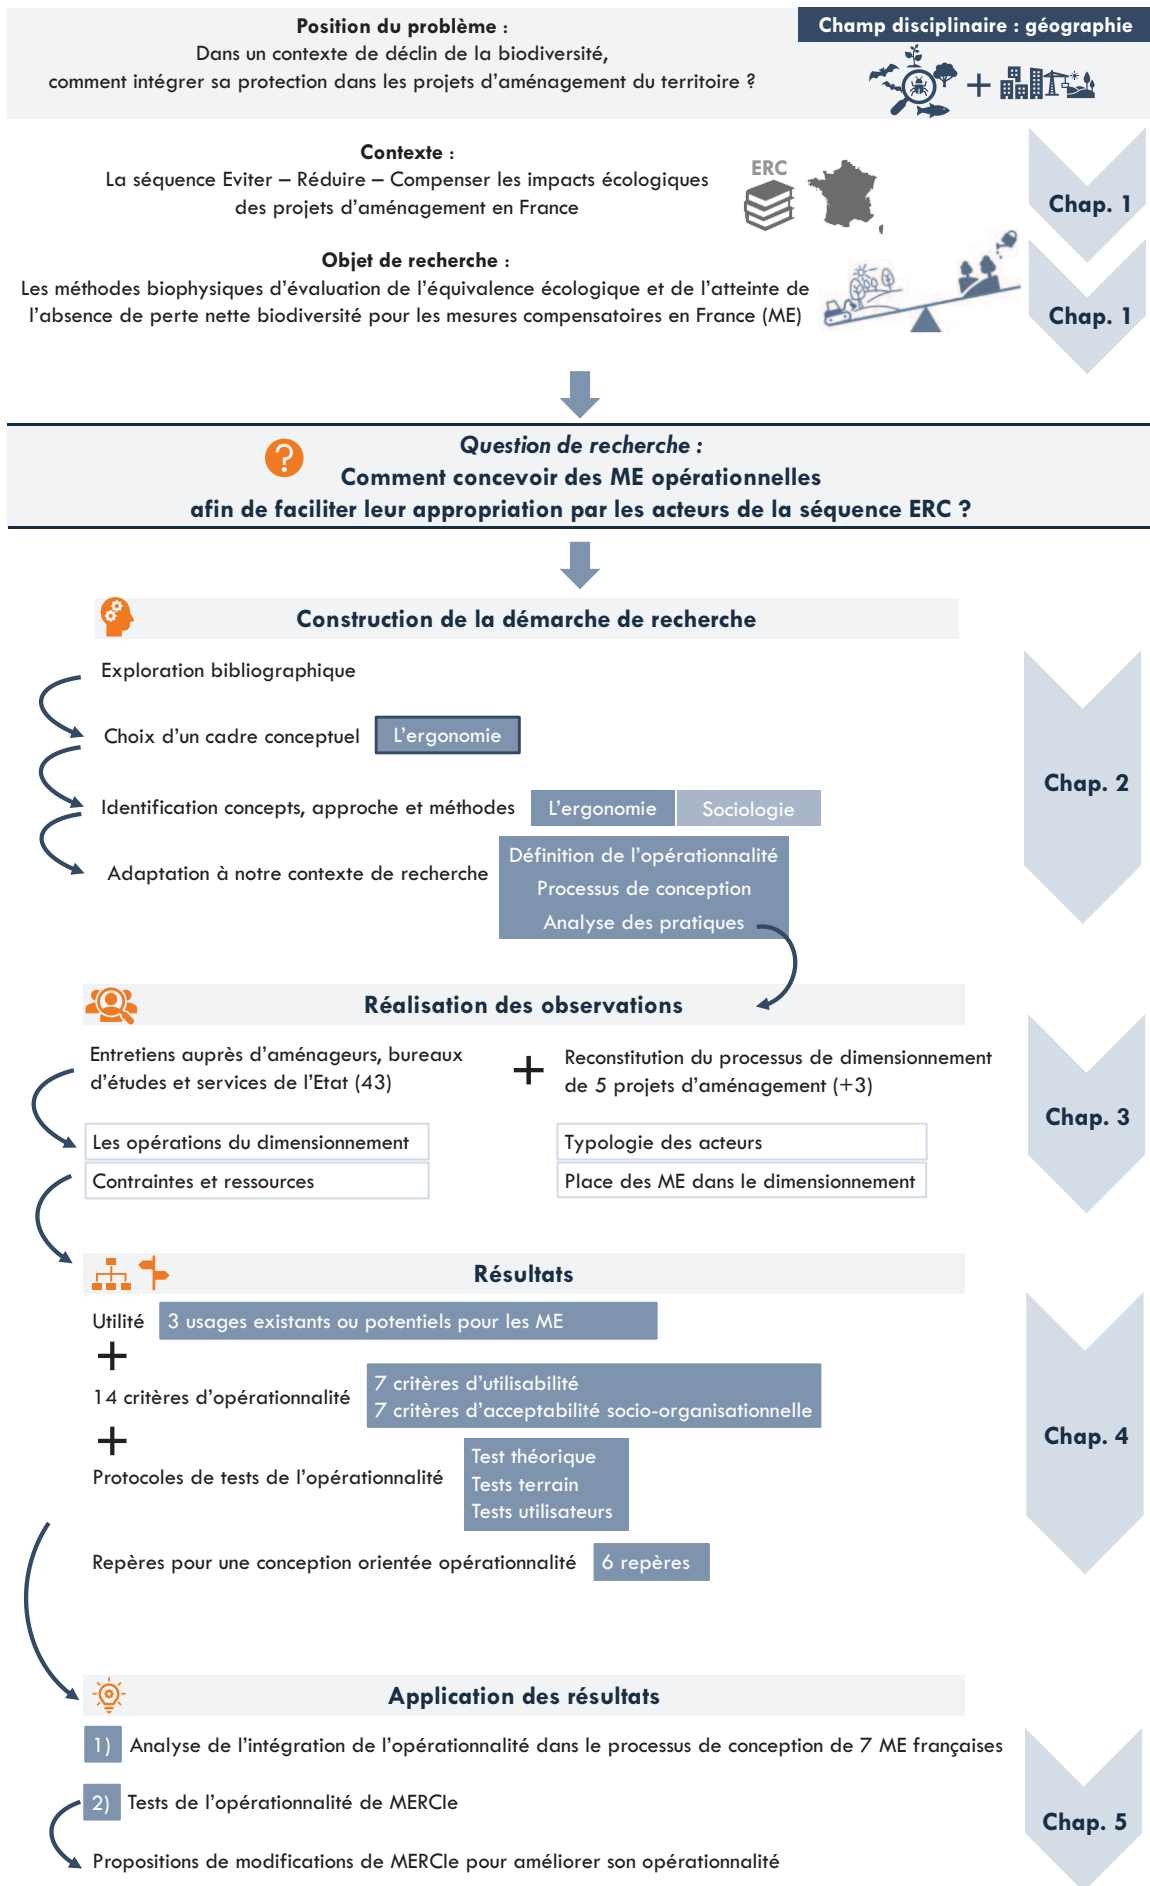 Position du problème :
Champ disciplinaire : géographie
Dans un contexte de déclin de la biodiversité,
comment intégrer sa protection dans les projets d'aménagement du territoire ?
Contexte :
La séquence Eviter – Réduire – Compenser les impacts écologiques
des projets d'aménagement en France
ERC
Chap. 1
Objet de recherche :
Les méthodes biophysiques d'évaluation de l'équivalence écologique et de l'atteinte de
l'absence de perte nette biodiversité pour les mesures compensatoires en France (ME)
Chap. 1
?
Question de recherche :
Comment concevoir des ME opérationnelles
afin de faciliter leur appropriation par les acteurs de la séquence ERC ?
Construction de la démarche de recherche
Exploration bibliographique
Choix d'un cadre conceptuel
L'ergonomie
Identification concepts, approche et méthodes
L'ergonomie
Sociologie
Adaptation à notre contexte de recherche
Définition de l'opérationnalité
Processus de conception
Analyse des pratiques
Chap. 2
Réalisation des observations
Entretiens auprès d'aménageurs, bureaux
d'études et services de l'Etat (43)
+
Reconstitution du processus de dimensionnement
de 5 projets d'aménagement (+3)
Les opérations du dimensionnement
Typologie des acteurs
Contraintes et ressources
Place des ME dans le dimensionnement
Chap. 3
Résultats
Utilité
3 usages existants ou potentiels pour les ME
+
14 critères d'opérationnalité
7 critères d'utilisabilité
7 critères d'acceptabilité socio-organisationnelle
+
Protocoles de tests de l'opérationnalité
Test théorique
Tests terrain
Tests utilisateurs
Repères pour une conception orientée opérationnalité
6 repères
Chap. 4
Application des résultats
1) Analyse de l'intégration de l'opérationnalité dans le processus de conception de 7 ME françaises
2) Tests de l'opérationnalité de MERCIe
Propositions de modifications de MERCIe pour améliorer son opérationnalité
Chap. 5